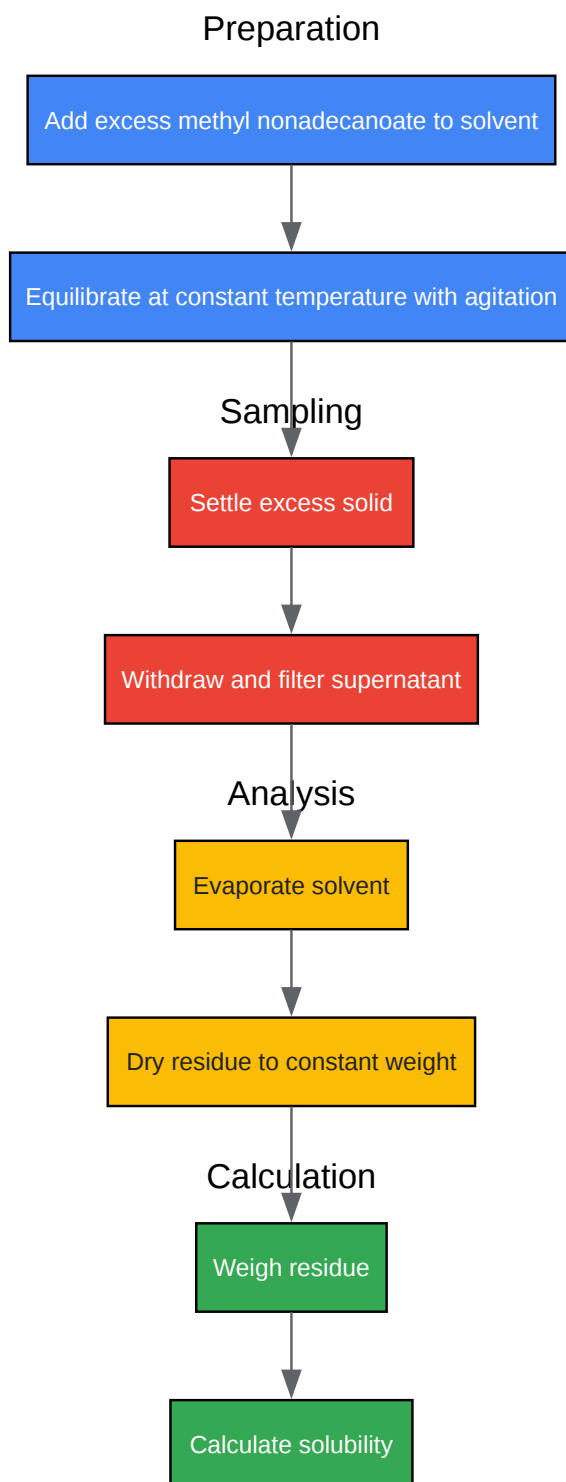 Preparation
Add excess methyl nonadecanoate to solvent
Equilibrate at constant temperature with agitation
Sampling
Settle excess solid
Withdraw and filter supernatant
Analysis
Evaporate solvent
Dry residue to constant weight
Calculation
Weigh residue
Calculate solubility